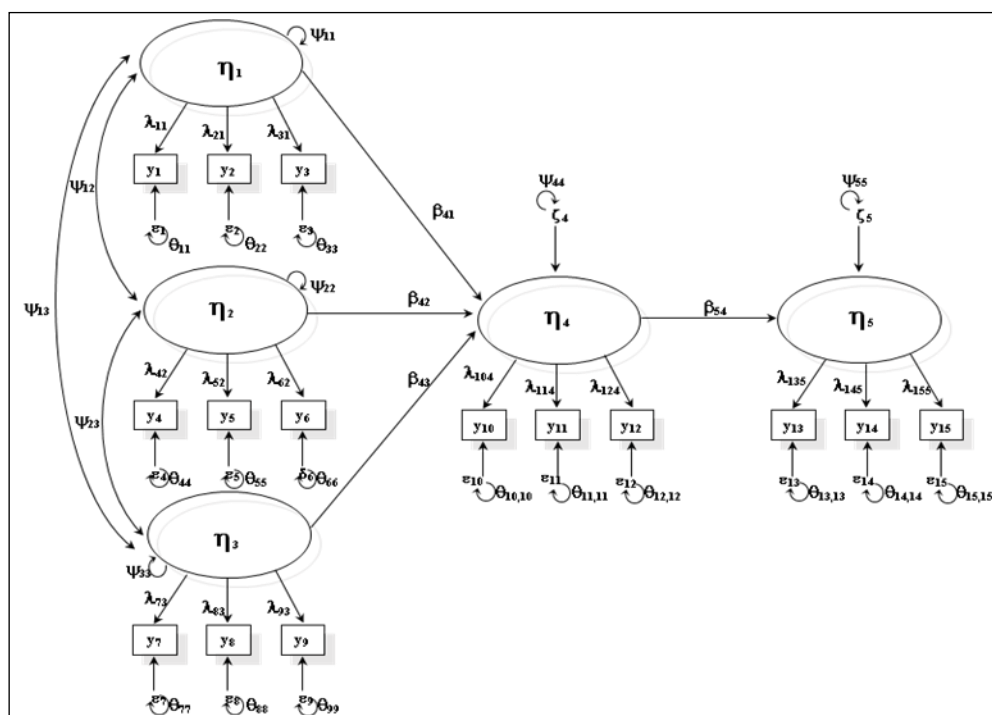 Ψ11
η1
λ11 λ21 λ31
y1 y2 y3
Ψ12
ε1 ε2 ε3
θ11 θ22 θ33
β41
Ψ44 Ψ55
ζ4 ζ5
Ψ13
Ψ22
η2
β42
η4
β54
η5
λ42 λ52 λ62
β43
λ104 λ114 λ124
λ135 λ145 λ155
y4 y5 y6
y10 y11 y12
y13 y14 y15
Ψ23
ε4 θ44 ε5 θ55 δ6 θ66
ε10 θ10,10 ε11 θ11,11 ε12 θ12,12
ε13 θ13,13 ε14 θ14,14 ε15 θ15,15
η3
Ψ33
λ73 λ83 λ93
y7 y8 y9
ε7 θ77 ε8 θ88 ε9 θ99